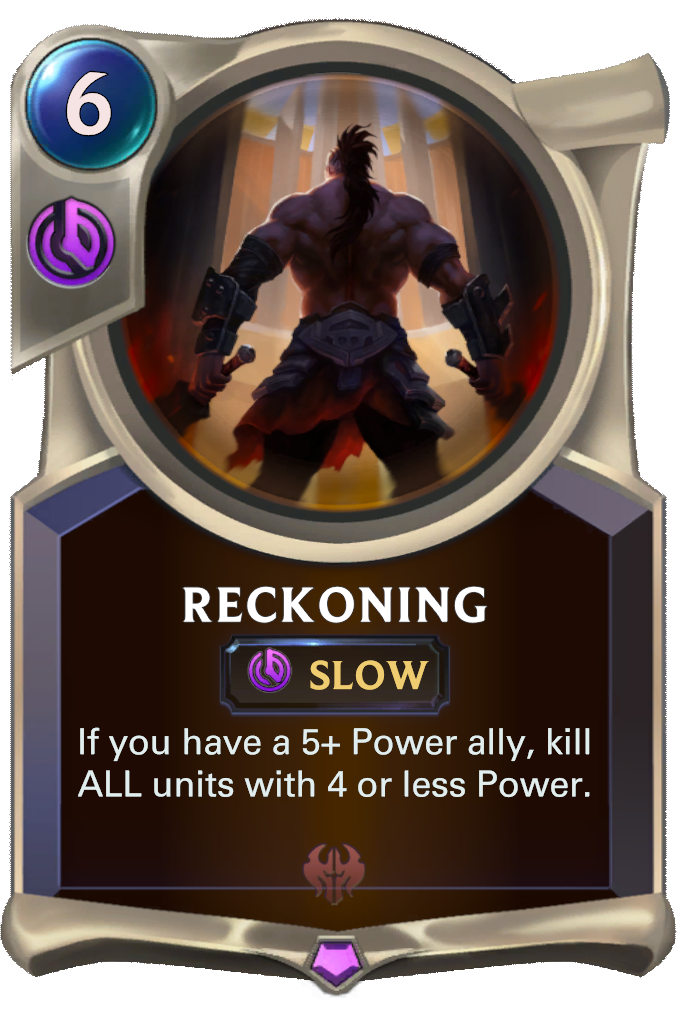 6
RECKONING
SLOW
If you have a 5+ Power ally, kill
ALL units with 4 or less Power.